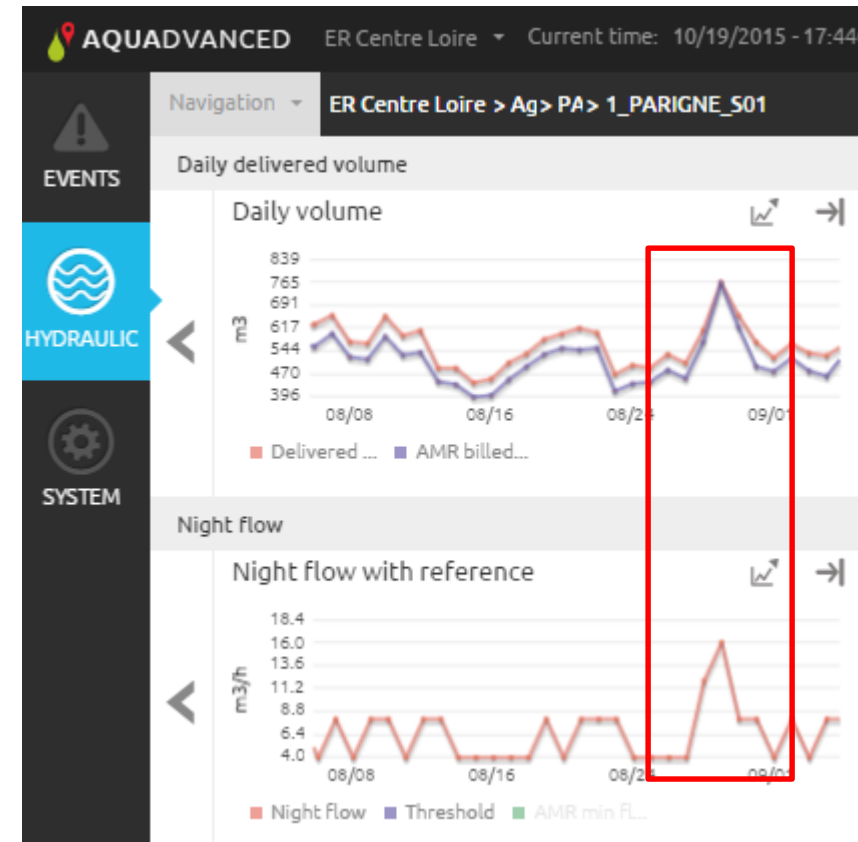 AQUADVANCED ER Centre Loire Current time: 10/19/2015 - 17:44
Navigation ER Centre Loire > Ag > PA > 1_PARIGNE_S01
EVENTS
HYDRAULIC
SYSTEM
Daily delivered volume
Daily volume
839
765
691
617
544
470
396
m3
08/08 08/16 08/24 09/01
Delivered ... AMR billed...
Night flow
Night flow with reference
18.4
16.0
13.6
11.2
8.8
6.4
4.0
m3/h
08/08 08/16 08/24 09/01
Night flow Threshold AMR min fl...